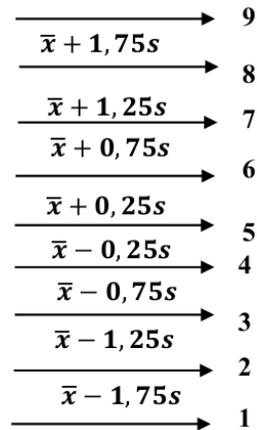 9
x̅ + 1,75s
8
x̅ + 1,25s
7
x̅ + 0,75s
6
x̅ + 0,25s
5
x̅ − 0,25s
4
x̅ − 0,75s
3
x̅ − 1,25s
2
x̅ − 1,75s
1